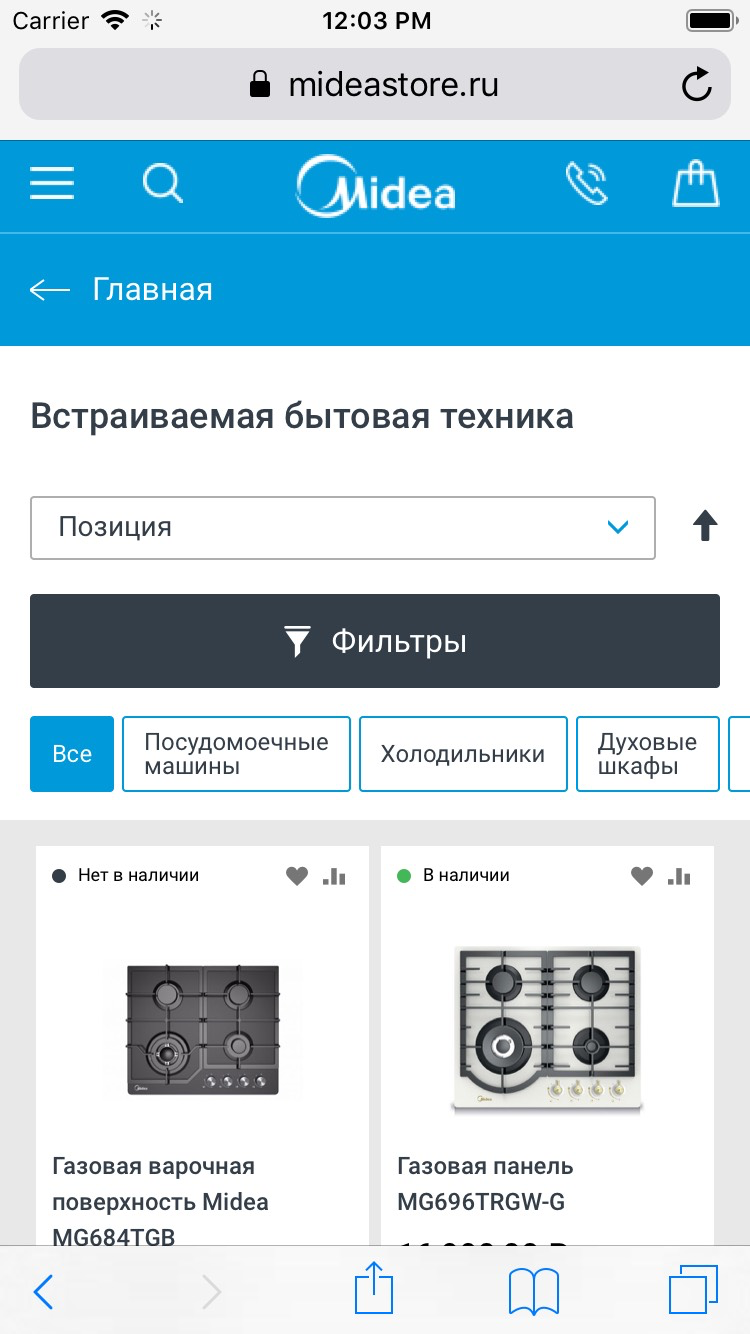 Carrier
12:03 PM
mideastore.ru
Midea
Главная
Встраиваемая бытовая техника
Позиция
Фильтры
Все
Посудомоечные
машины
Холодильники
Духовые
шкафы
Нет в наличии
В наличии
Газовая варочная
поверхность Midea
MG684TGB
Газовая панель
MG696TRGW-G